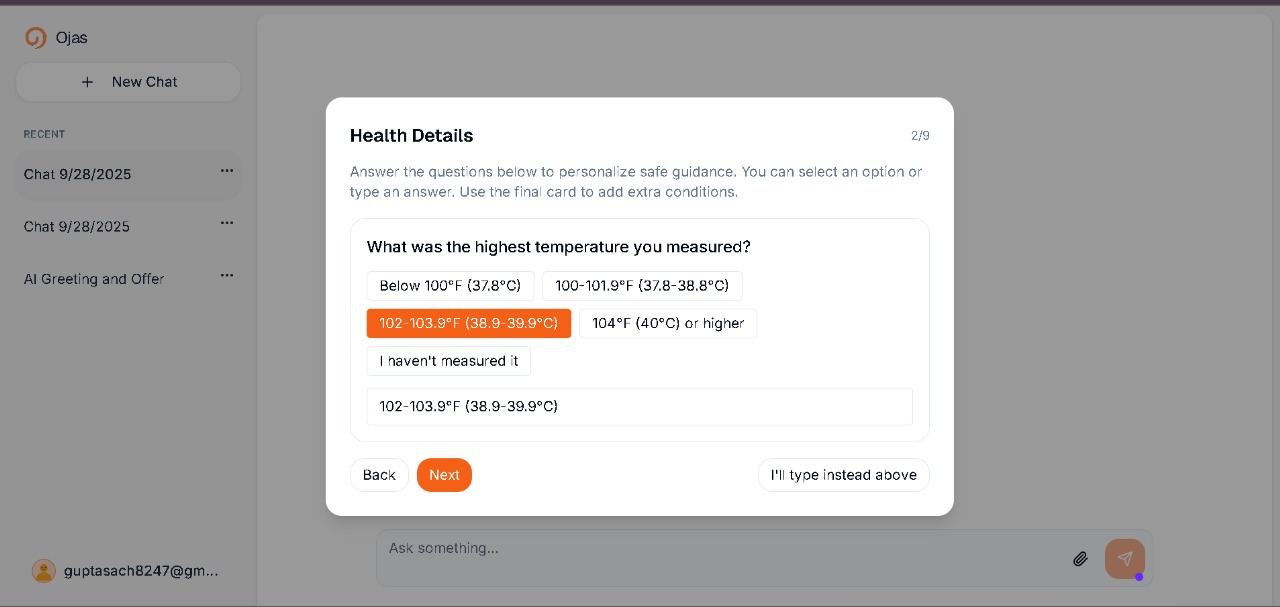 Ojas
+ New Chat
RECENT
Chat 9/28/2025 ...
Chat 9/28/2025 ...
AI Greeting and Offer ...
guptasach8247@gm...
Health Details 2/9
Answer the questions below to personalize safe guidance. You can select an option or
type an answer. Use the final card to add extra conditions.
What was the highest temperature you measured?
Below 100°F (37.8°C) 100-101.9°F (37.8-38.8°C)
102-103.9°F (38.9-39.9°C) 104°F (40°C) or higher
I haven't measured it
102-103.9°F (38.9-39.9°C)
Back Next I'll type instead above
Ask something...